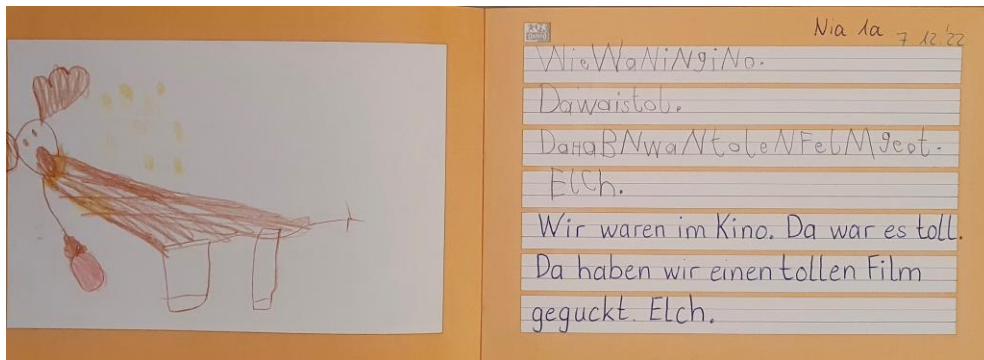 Nia 1a 7.12.'22
WieWaNiNgiNo.
Dawaistol.
DaHaBNwaNtoleNFelMgeot.
ElCh.
Wir waren im Kino. Da war es toll.
Da haben wir einen tollen Film
geguckt. Elch.